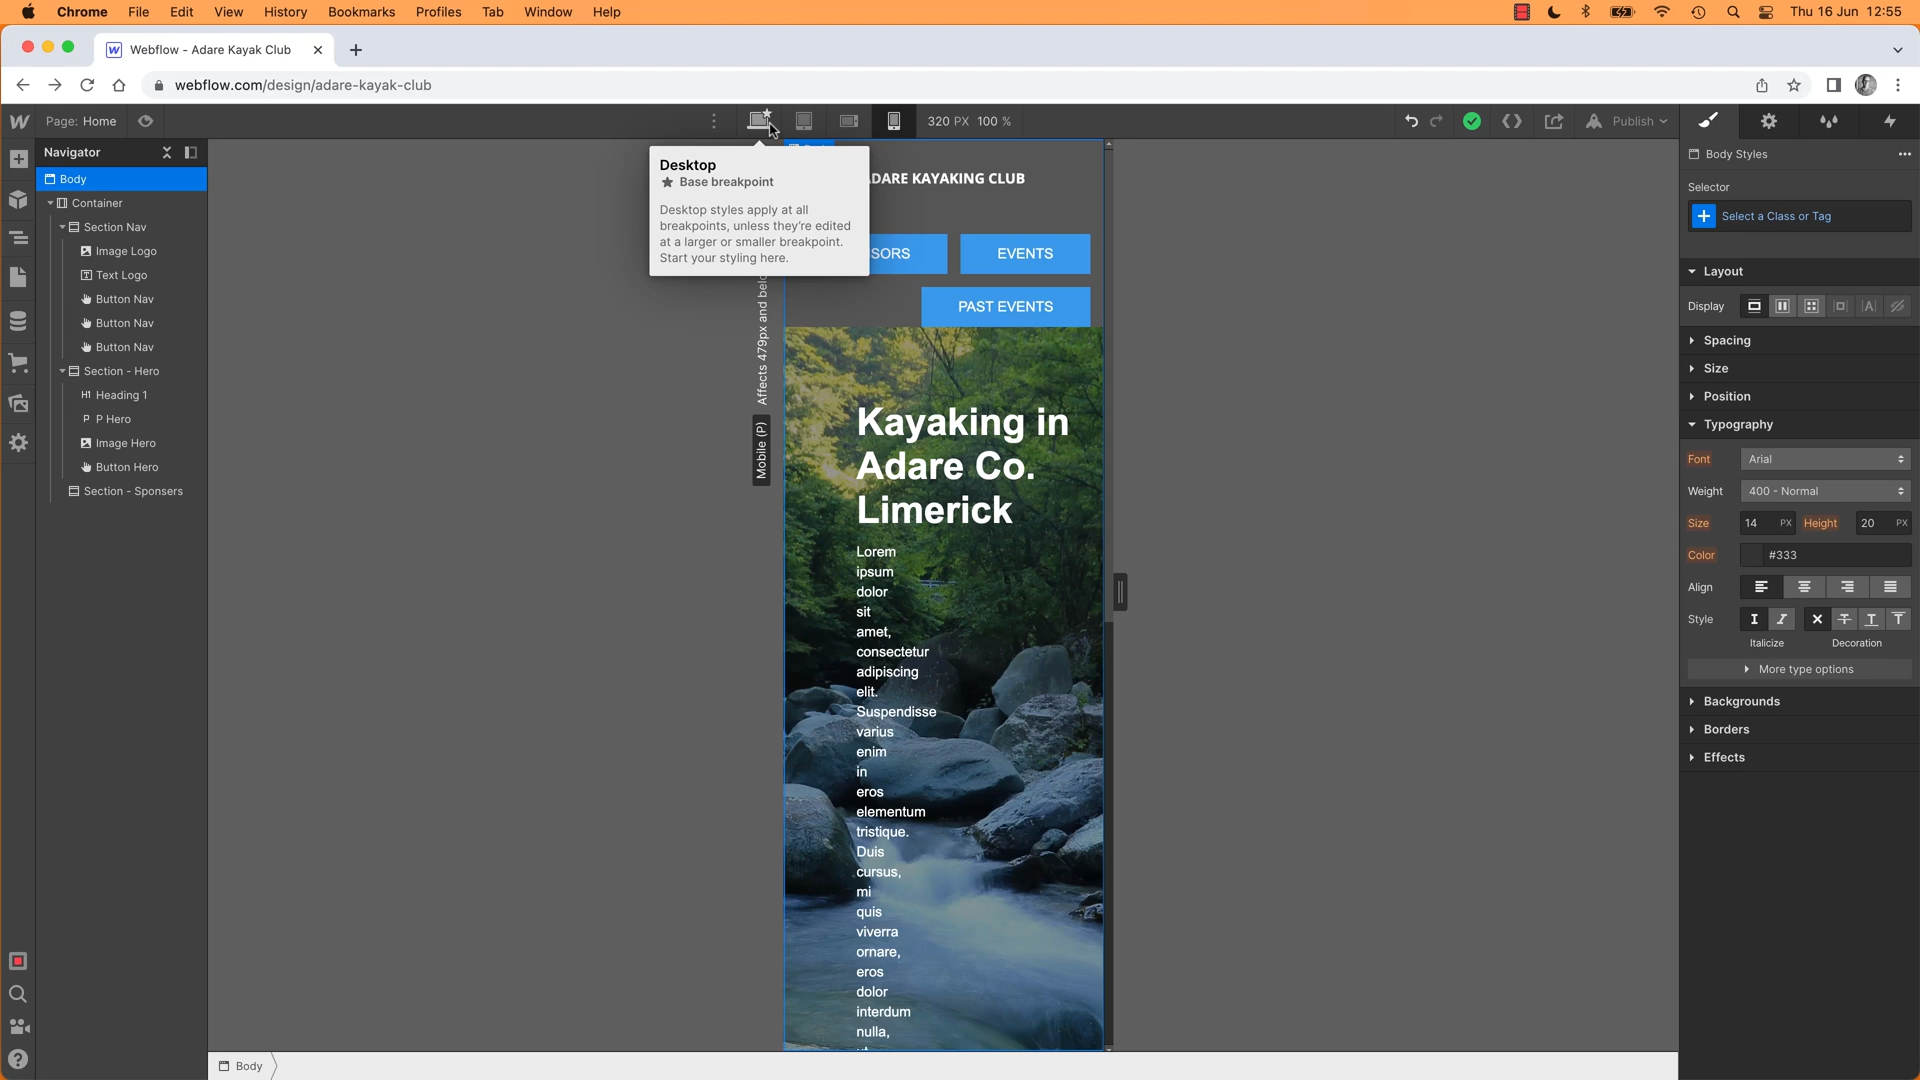 Chrome File Edit View History Bookmarks Profiles Tab Window Help
Thu 16 Jun 12:55
Webflow - Adare Kayak Club
webflow.com/design/adare-kayak-club
Page: Home
320 PX 100 %
Publish
Navigator
Body
Container
Section Nav
Image Logo
Text Logo
Button Nav
Button Nav
Button Nav
Section - Hero
H1 Heading 1
P P Hero
Image Hero
Button Hero
Section - Sponsers
Desktop
Base breakpoint
Desktop styles apply at all
breakpoints, unless they're edited
at a larger or smaller breakpoint.
Start your styling here.
ADARE KAYAKING CLUB
SORS
EVENTS
PAST EVENTS
Affects 479px and below
Mobile (P)
Kayaking in
Adare Co.
Limerick
Lorem
ipsum
dolor
sit
amet,
consectetur
adipiscing
elit.
Suspendisse
varius
enim
in
eros
elementum
tristique.
Duis
cursus,
mi
quis
viverra
ornare,
eros
dolor
interdum
nulla,
Body
Body Styles
Selector
Select a Class or Tag
Layout
Display
Spacing
Size
Position
Typography
Font Arial
Weight 400 - Normal
Size 14 PX Height 20 PX
Color #333
Align
Style
Italicize Decoration
More type options
Backgrounds
Borders
Effects